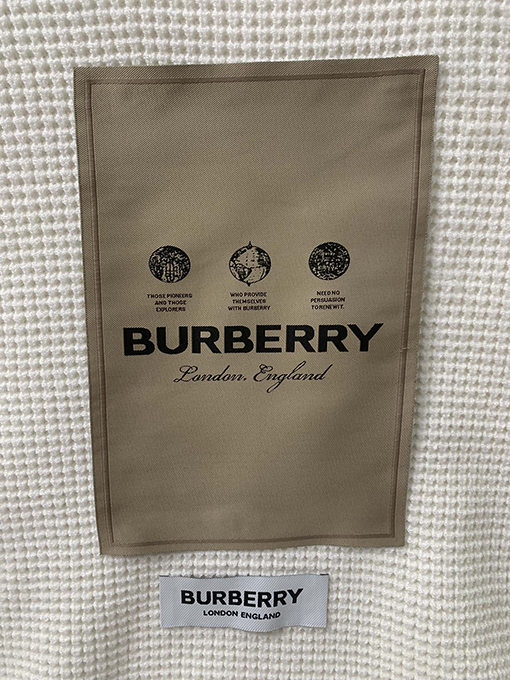 THOSE PIONEERS
AND THOSE
EXPLORERS
WHO PROVIDE
THEMSELVES
WITH BURBERRY
NEED NO
PERSUASION
TO RENEW IT.
BURBERRY
London, England
BURBERRY
LONDON ENGLAND